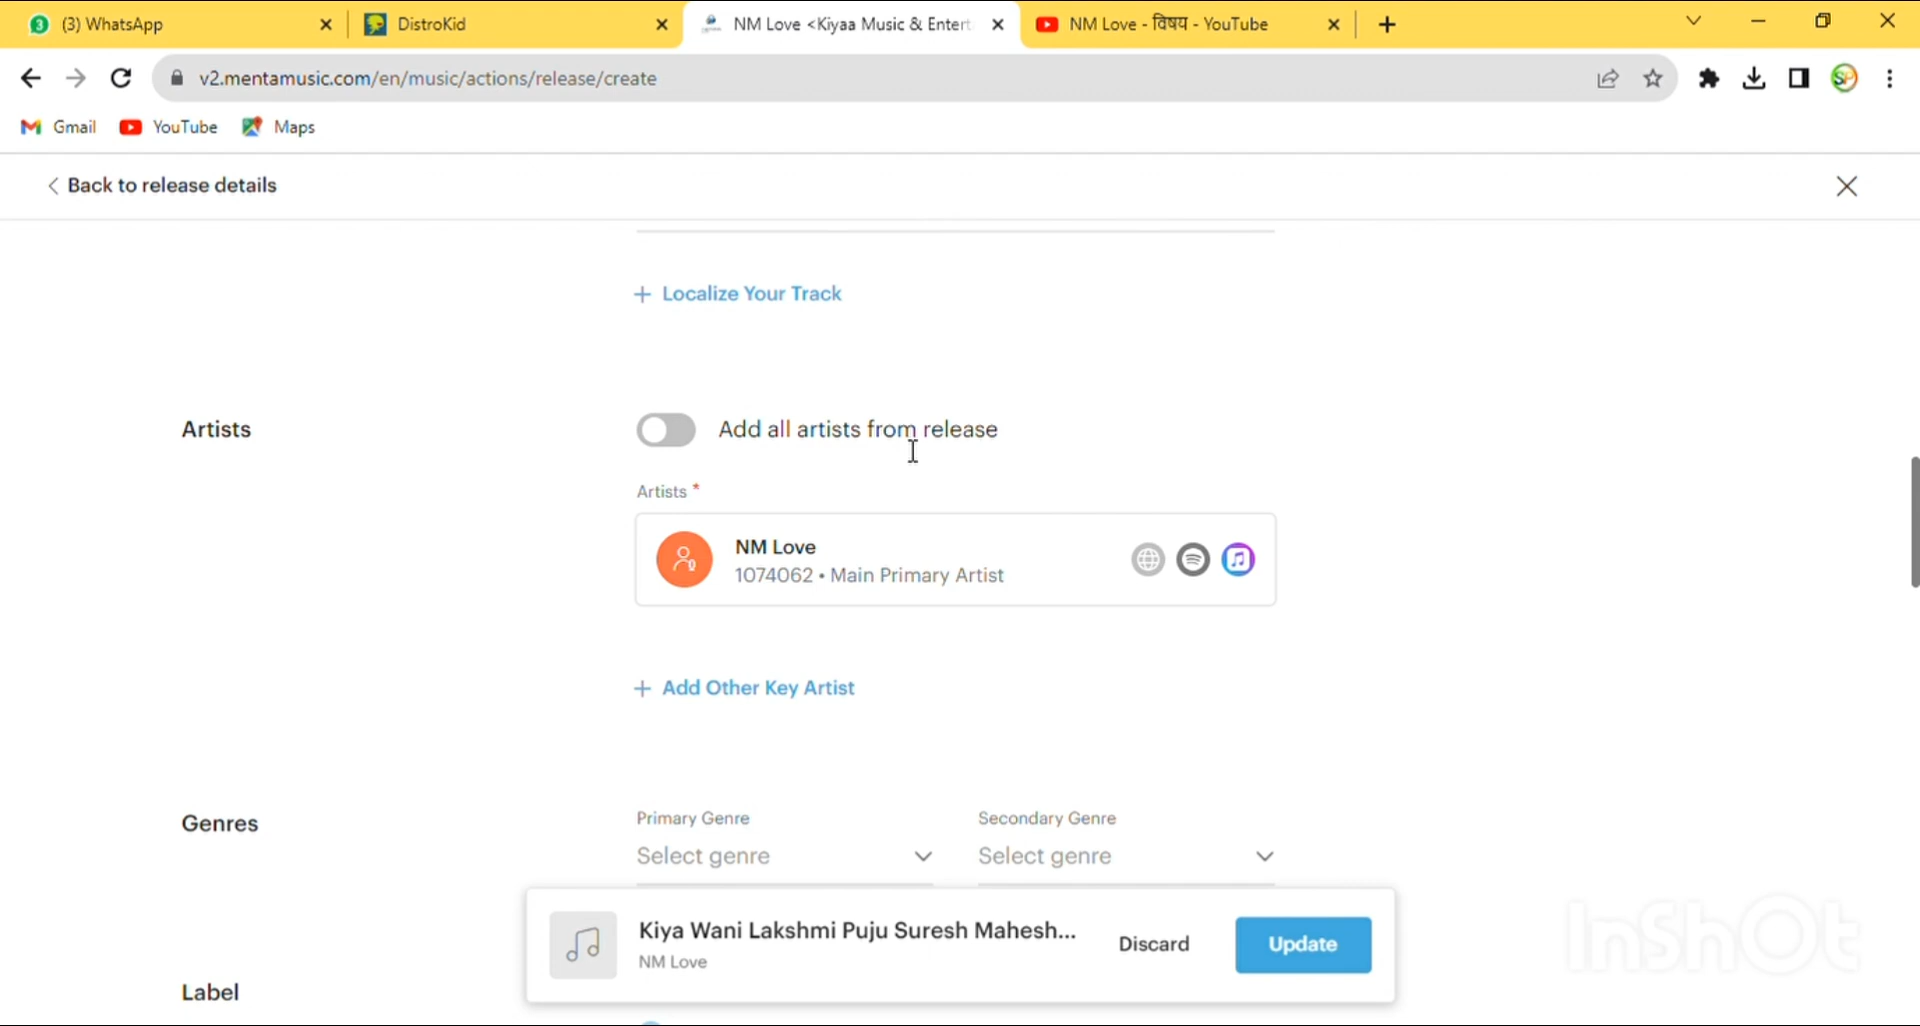 (3) WhatsApp
DistroKid
NM Love <Kiyaa Music & Entert
NM Love - विषय - YouTube
v2.mentamusic.com/en/music/actions/release/create
Gmail
YouTube
Maps
Back to release details
+ Localize Your Track
Artists
Add all artists from release
Artists *
NM Love
1074062 • Main Primary Artist
+ Add Other Key Artist
Genres
Primary Genre
Secondary Genre
Select genre
Select genre
Kiya Wani Lakshmi Puju Suresh Mahesh...
NM Love
Discard
Update
Label
InShOt